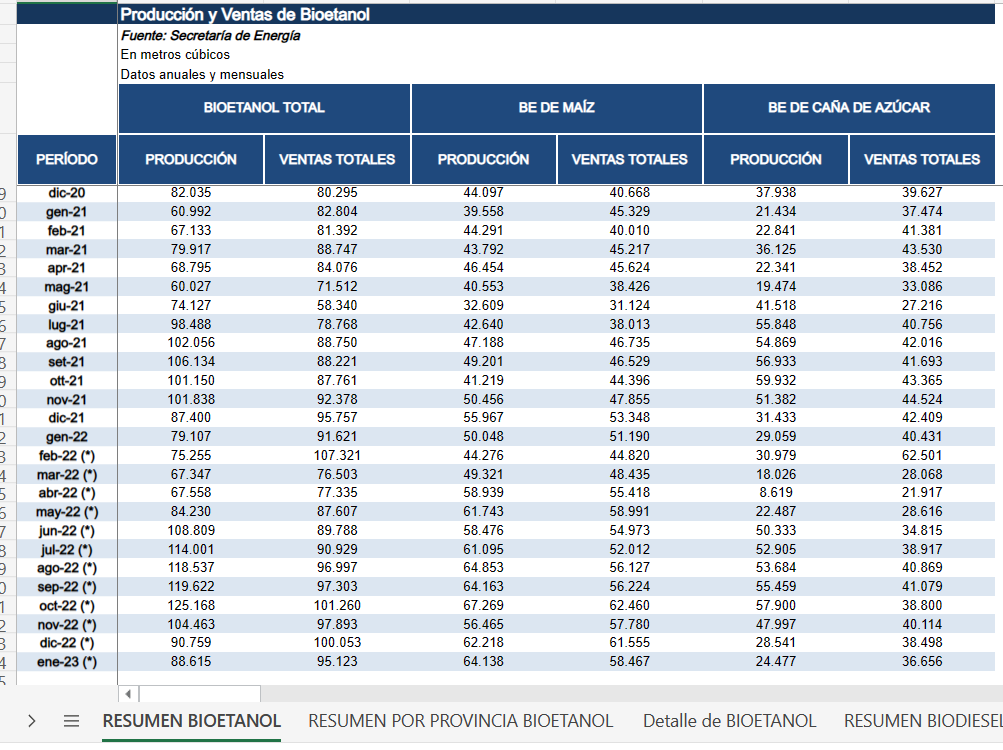 Producción y Ventas de Bioetanol
Fuente: Secretaría de Energía
En metros cúbicos
Datos anuales y mensuales
BIOETANOL TOTAL BE DE MAÍZ BE DE CAÑA DE AZÚCAR
PERÍODO PRODUCCIÓN VENTAS TOTALES PRODUCCIÓN VENTAS TOTALES PRODUCCIÓN VENTAS TOTALES
dic-20 82.035 80.295 44.097 40.668 37.938 39.627
gen-21 60.992 82.804 39.558 45.329 21.434 37.474
feb-21 67.133 81.392 44.291 40.010 22.841 41.381
mar-21 79.917 88.747 43.792 45.217 36.125 43.530
apr-21 68.795 84.076 46.454 45.624 22.341 38.452
mag-21 60.027 71.512 40.553 38.426 19.474 33.086
giu-21 74.127 58.340 32.609 31.124 41.518 27.216
lug-21 98.488 78.768 42.640 38.013 55.848 40.756
ago-21 102.056 88.750 47.188 46.735 54.869 42.016
set-21 106.134 88.221 49.201 46.529 56.933 41.693
ott-21 101.150 87.761 41.219 44.396 59.932 43.365
nov-21 101.838 92.378 50.456 47.855 51.382 44.524
dic-21 87.400 95.757 55.967 53.348 31.433 42.409
gen-22 79.107 91.621 50.048 51.190 29.059 40.431
feb-22 (*) 75.255 107.321 44.276 44.820 30.979 62.501
mar-22 (*) 67.347 76.503 49.321 48.435 18.026 28.068
abr-22 (*) 67.558 77.335 58.939 55.418 8.619 21.917
may-22 (*) 84.230 87.607 61.743 58.991 22.487 28.616
jun-22 (*) 108.809 89.788 58.476 54.973 50.333 34.815
jul-22 (*) 114.001 90.929 61.095 52.012 52.905 38.917
ago-22 (*) 118.537 96.997 64.853 56.127 53.684 40.869
sep-22 (*) 119.622 97.303 64.163 56.224 55.459 41.079
oct-22 (*) 125.168 101.260 67.269 62.460 57.900 38.800
nov-22 (*) 104.463 97.893 56.465 57.780 47.997 40.114
dic-22 (*) 90.759 100.053 62.218 61.555 28.541 38.498
ene-23 (*) 88.615 95.123 64.138 58.467 24.477 36.656
RESUMEN BIOETANOL RESUMEN POR PROVINCIA BIOETANOL Detalle de BIOETANOL RESUMEN BIODIESEL